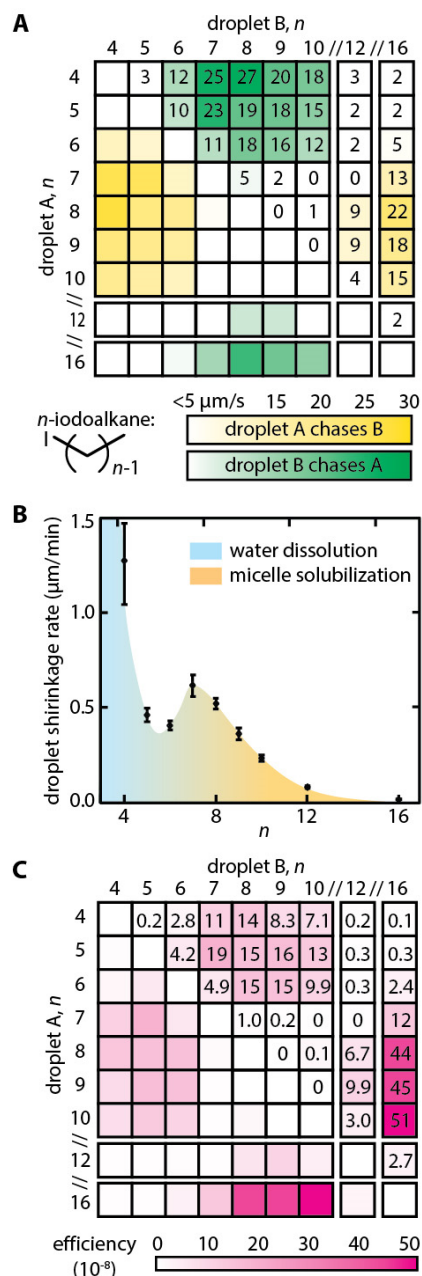 A
droplet B, n
4 5 6 7 8 9 10 // 12 // 16
droplet A, n
4 3 12 25 27 20 18 3 2
5 10 23 19 18 15 2 2
6 11 18 16 12 2 5
7 5 2 0 0 13
8 0 1 9 22
9 0 9 18
10 4 15
//
12 2
//
16
<5 μm/s 15 20 30
n-iodoalkane:
I
n-1
droplet A chases B
droplet B chases A
B
droplet shirinkage rate (μm/min)
1.5
1.0
0.5
0.0
water dissolution
micelle solubilization
4 8 12 16
n
C
droplet B, n
4 5 6 7 8 9 10 // 12 // 16
droplet A, n
4 0.2 2.8 11 14 8.3 7.1 0.2 0.1
5 4.2 19 15 16 13 0.3 0.3
6 4.9 15 15 9.9 0.3 2.4
7 1.0 0.2 0 0 12
8 0 0.1 6.7 44
9 0 9.9 45
10 3.0 51
//
12 2.7
//
16
efficiency
(10-8)
0 10 20 30 40 50